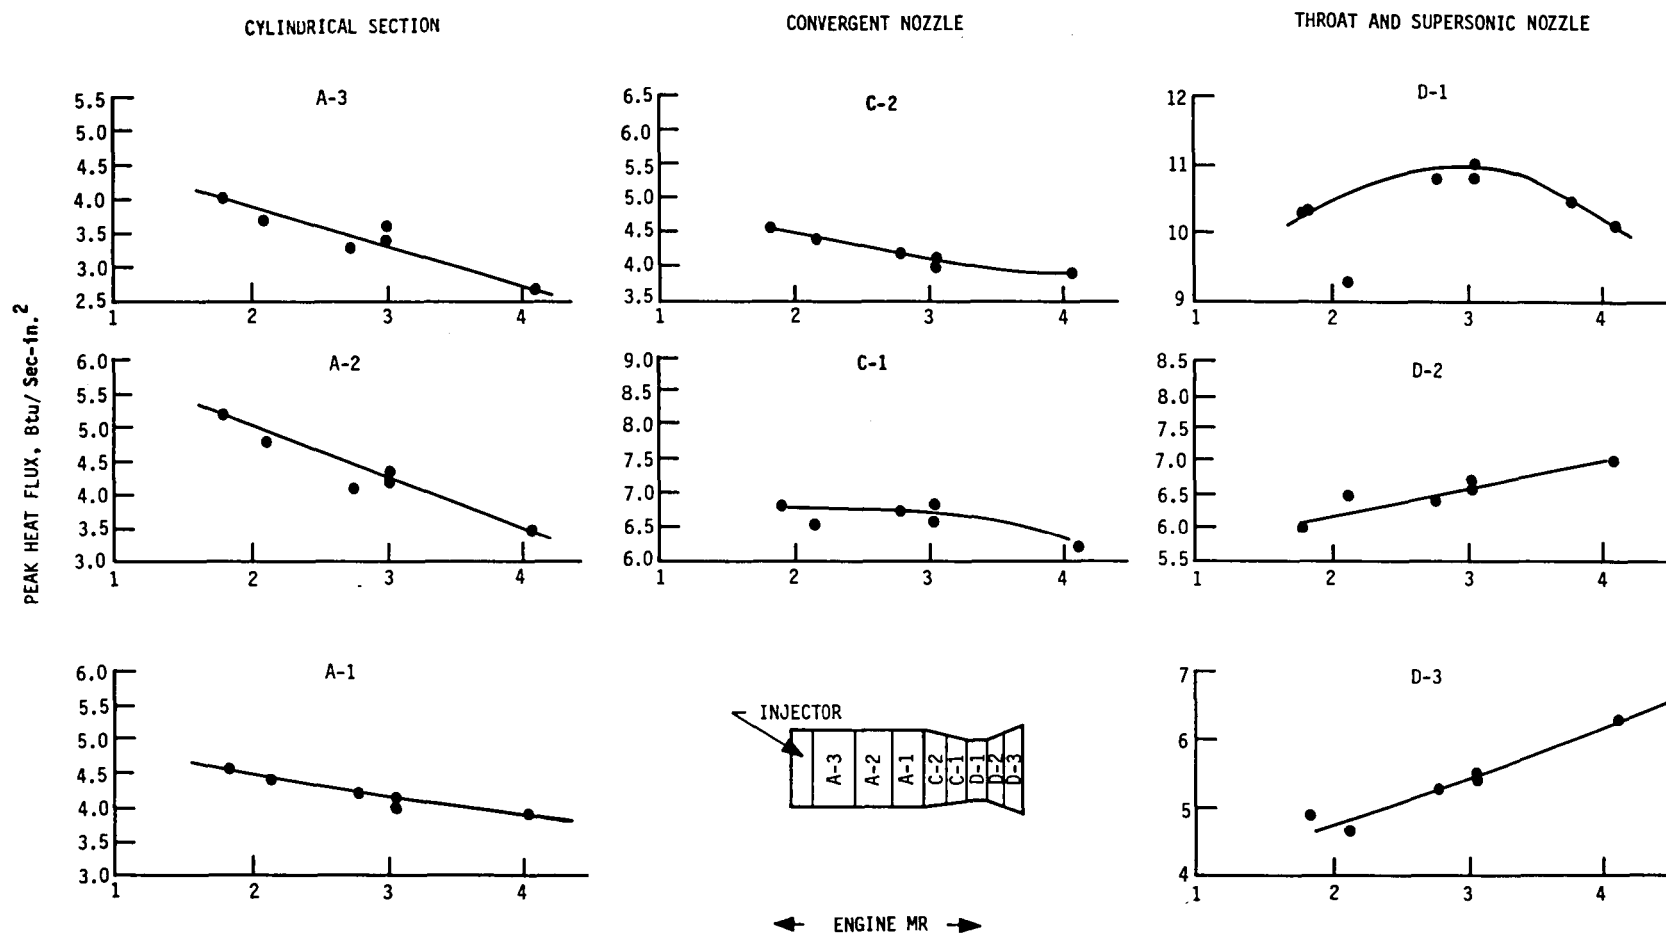 CYLINDRICAL SECTION
CONVERGENT NOZZLE
THROAT AND SUPERSONIC NOZZLE
PEAK HEAT FLUX, Btu/ Sec-in.2
A-3
5.5
5.0
4.5
4.0
3.5
3.0
2.5
1 2 3 4
C-2
6.5
6.0
5.5
5.0
4.5
4.0
3.5
1 2 3 4
D-1
12
11
10
9
1 2 3 4
A-2
6.0
5.5
5.0
4.5
4.0
3.5
3.0
1 2 3 4
C-1
9.0
8.5
8.0
7.5
7.0
6.5
6.0
1 2 3 4
D-2
8.5
8.0
7.5
7.0
6.5
6.0
5.5
1 2 3 4
A-1
6.0
5.5
5.0
4.5
4.0
3.5
3.0
1 2 3 4
INJECTOR
A-3 A-2 A-1 C-2 C-1 D-1 D-2 D-3
D-3
7
6
5
4
1 2 3 4
ENGINE MR